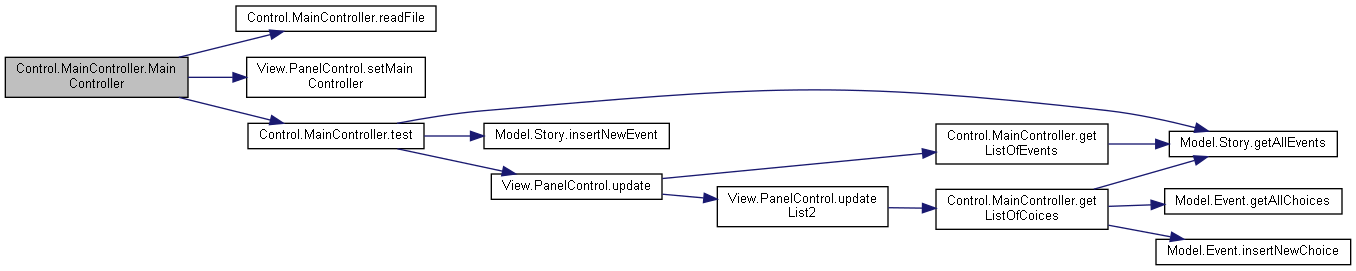 Control.MainController.readFile
Control.MainController.Main
Controller
View.PanelControl.setMain
Controller
Control.MainController.test
Model.Story.insertNewEvent
Control.MainController.get
ListOfEvents
Model.Story.getAllEvents
View.PanelControl.update
View.PanelControl.update
List2
Control.MainController.get
ListOfCoices
Model.Event.getAllChoices
Model.Event.insertNewChoice